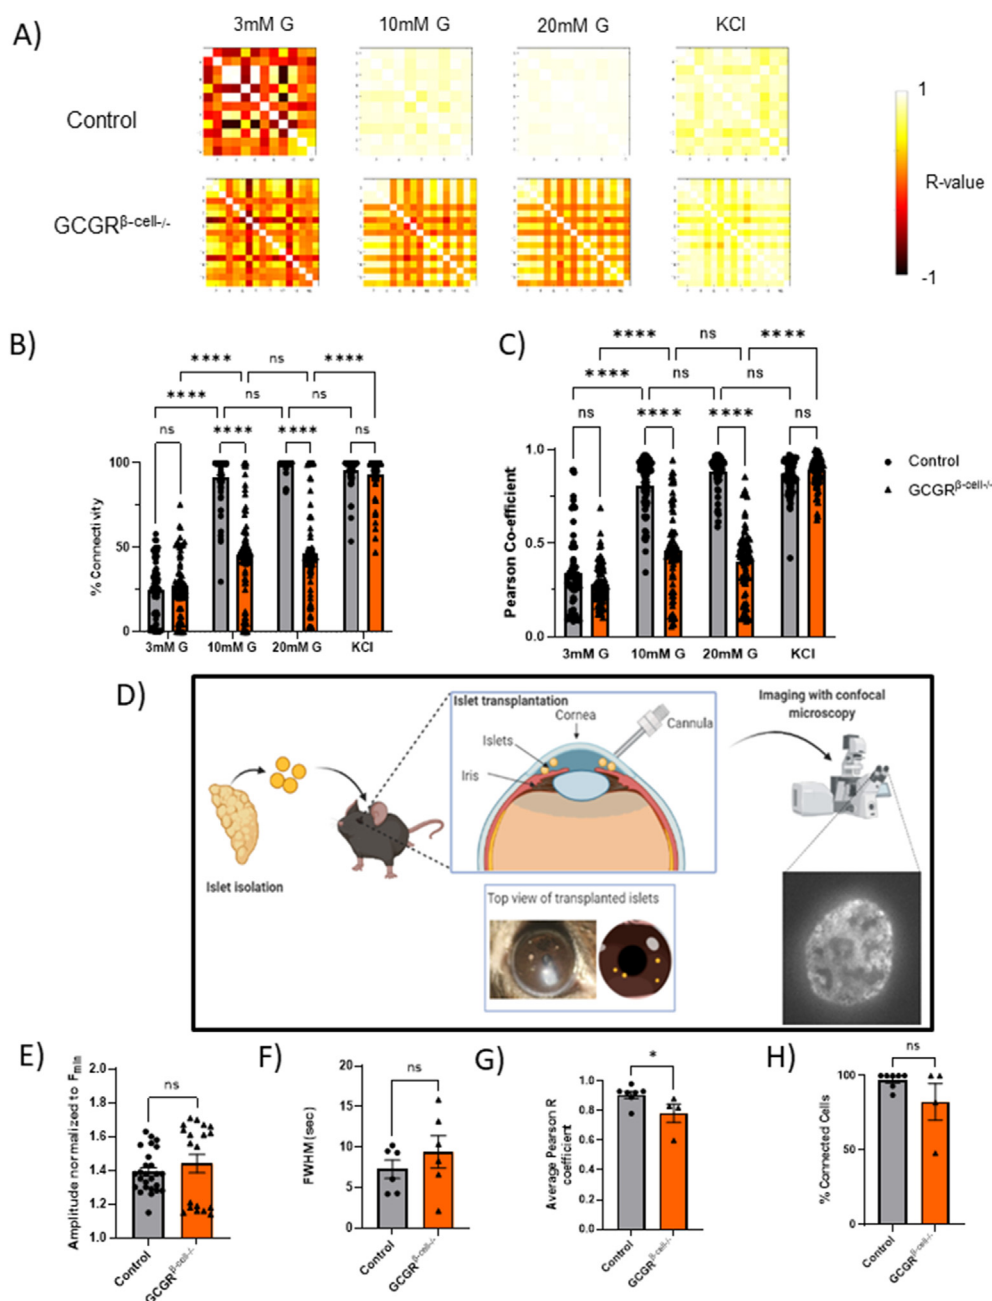 A)
3mM G
10mM G
20mM G
KCl
Control
GCGRβ-cell-/-
1
R-value
-1
B)
**** ns ****
**** ns ns
ns **** **** ns
% Connectivity
100
50
0
3mM G
10mM G
20mM G
KCl
C)
**** ns ****
**** ns ns
ns **** **** ns
Pearson Co-efficient
1.0
0.5
0.0
3mM G
10mM G
20mM G
KCl
Control
GCGRβ-cell-/-
D)
Islet isolation
Islet transplantation
Cornea
Cannula
Islets
Iris
Top view of transplanted islets
Imaging with confocal
microscopy
E)
Amplitude normalized to Fmin
2.0
1.8
1.6
1.4
1.2
1.0
ns
Control
GCGRβ-cell-/-
F)
FWHM (sec)
20
15
10
5
0
ns
Control
GCGRβ-cell-/-
G)
Average Pearson R
coefficient
1.0
0.8
0.6
0.4
0.2
0.0
*
Control
GCGRβ-cell-/-
H)
% Connected Cells
100
50
0
ns
Control
GCGRβ-cell-/-